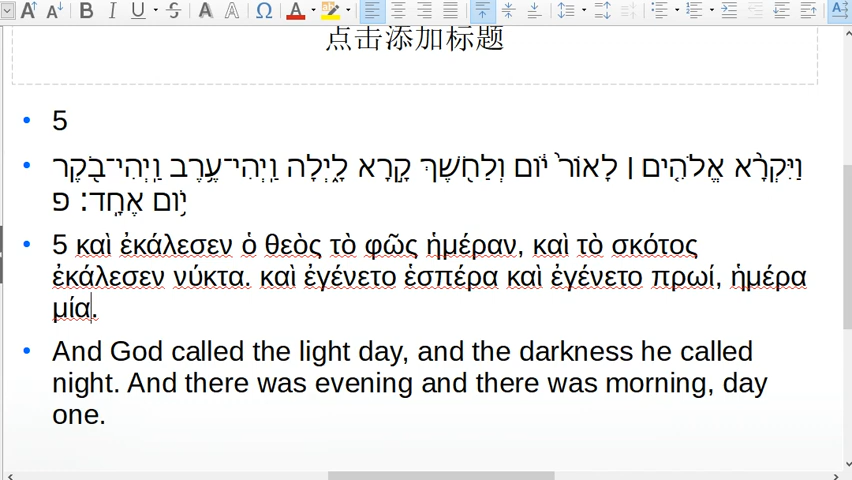 点击添加标题
5
וַיִּקְרָ֨א אֱלֹהִ֤ים ׀ לָאוֹר֙ י֔וֹם וְלַחֹ֖שֶׁךְ קָ֣רָא לָ֑יְלָה וַֽיְהִי־עֶ֥רֶב וַֽיְהִי־בֹ֖קֶר
י֥וֹם אֶחָֽד׃ פ
5 καὶ ἐκάλεσεν ὁ θεὸς τὸ φῶς ἡμέραν, καὶ τὸ σκότος
ἐκάλεσεν νύκτα. καὶ ἐγένετο ἑσπέρα καὶ ἐγένετο πρωί, ἡμέρα
μία.
And God called the light day, and the darkness he called
night. And there was evening and there was morning, day
one.